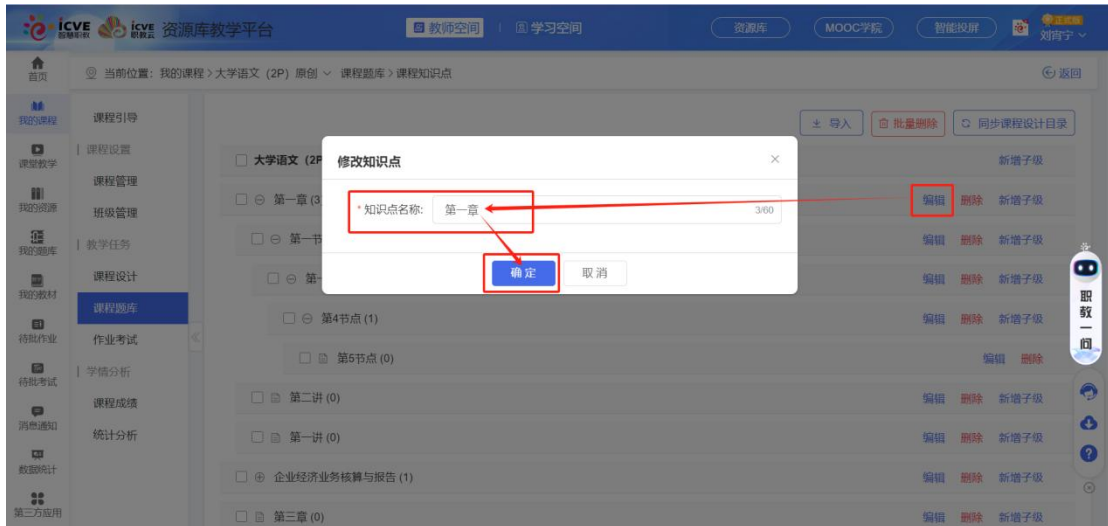 icve 智慧职教 icve 职教云 资源库教学平台 教师空间 学习空间 资源库 MOOC学院 智能投屏 正式版 刘宵宁
首页 当前位置：我的课程>大学语文（2P）原创 课程题库>课程知识点 返回
我的课程 课程引导 导入 批量删除 同步课程设计目录
课堂教学 课程设置 大学语文（2P 新增子级
修改知识点 ×
课程管理
我的资源 班级管理 第一章 (3 编辑 删除 新增子级
*知识点名称: 第一章 3/60
我的题库 教学任务 第一节 编辑 删除 新增子级
我的教材 课程设计 第一 编辑 删除 新增子级
确定 取消
课程题库 第4节点 (1) 编辑 删除 新增子级
待批作业 作业考试 第5节点 (0) 编辑 删除
待批考试 学情分析
课程成绩 第二讲 (0) 编辑 删除 新增子级
消息通知 统计分析 第一讲 (0) 编辑 删除 新增子级
数据统计 企业经济业务核算与报告 (1) 编辑 删除 新增子级
第三方应用 第三章 (0) 编辑 删除 新增子级
职教一问